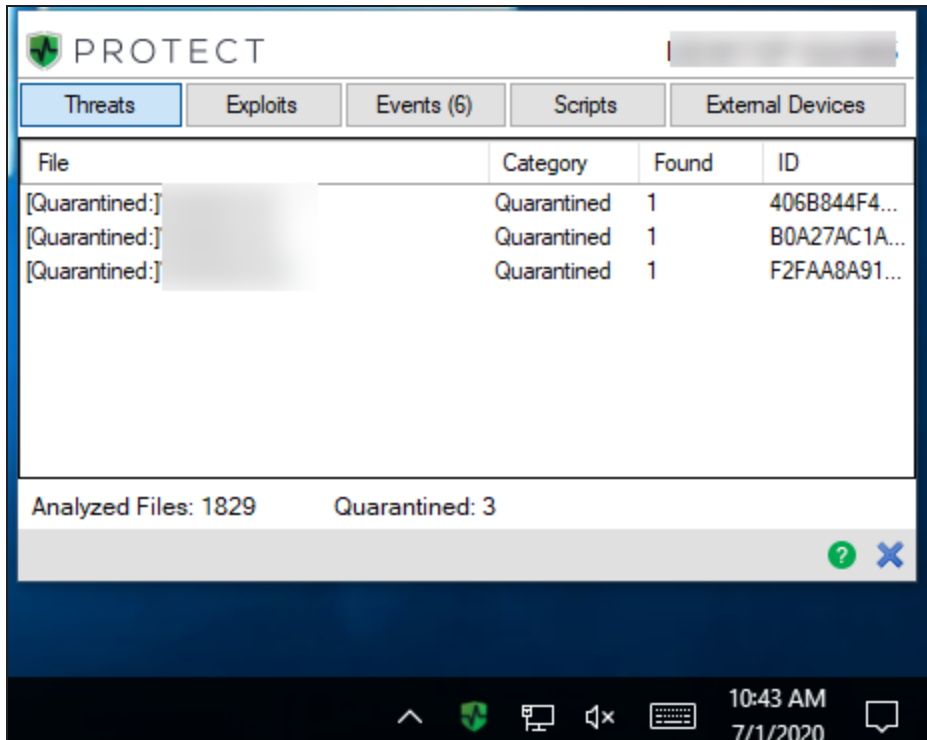 PROTECT
Threats Exploits Events (6) Scripts External Devices
File Category Found ID
[Quarantined:] Quarantined 1 406B844F4...
[Quarantined:] Quarantined 1 B0A27AC1A...
[Quarantined:] Quarantined 1 F2FAA8A91...
Analyzed Files: 1829 Quarantined: 3
?
10:43 AM
7/1/2020